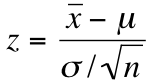 z = (x̄ − μ) / (σ/√n)